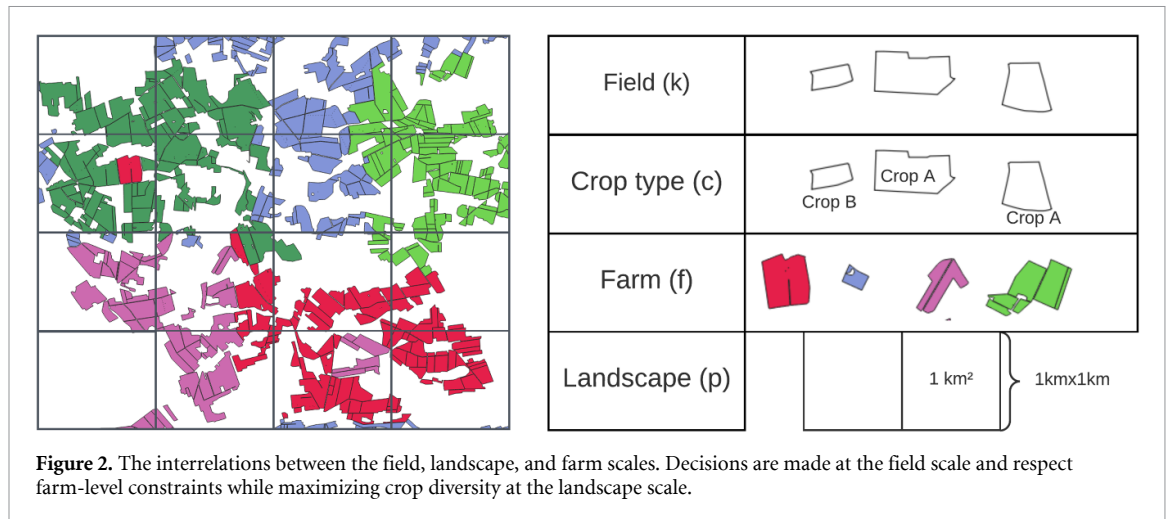 Field (k)
Crop type (c)
Crop A
Crop B
Crop A
Farm (f)
Landscape (p)
1 km²
1kmx1km
Figure 2. The interrelations between the field, landscape, and farm scales. Decisions are made at the field scale and respect
farm-level constraints while maximizing crop diversity at the landscape scale.